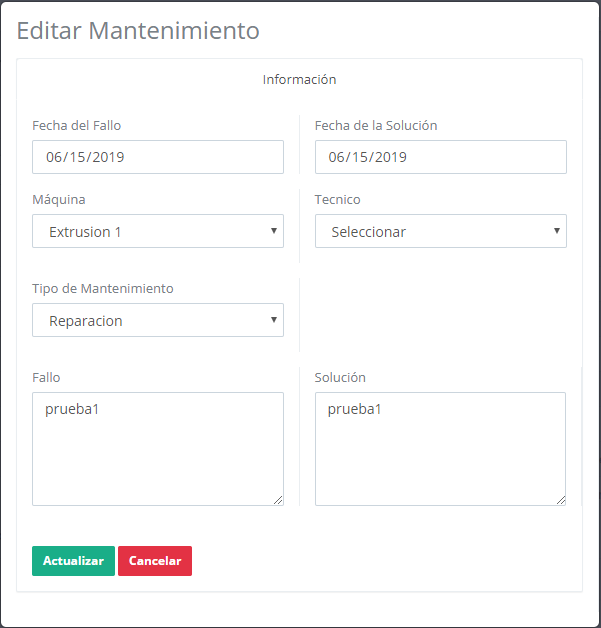 Editar Mantenimiento
Información
Fecha del Fallo
Fecha de la Solución
06/15/2019
06/15/2019
Máquina
Tecnico
Extrusion 1
Seleccionar
Tipo de Mantenimiento
Reparacion
Fallo
Solución
prueba1
prueba1
Actualizar
Cancelar